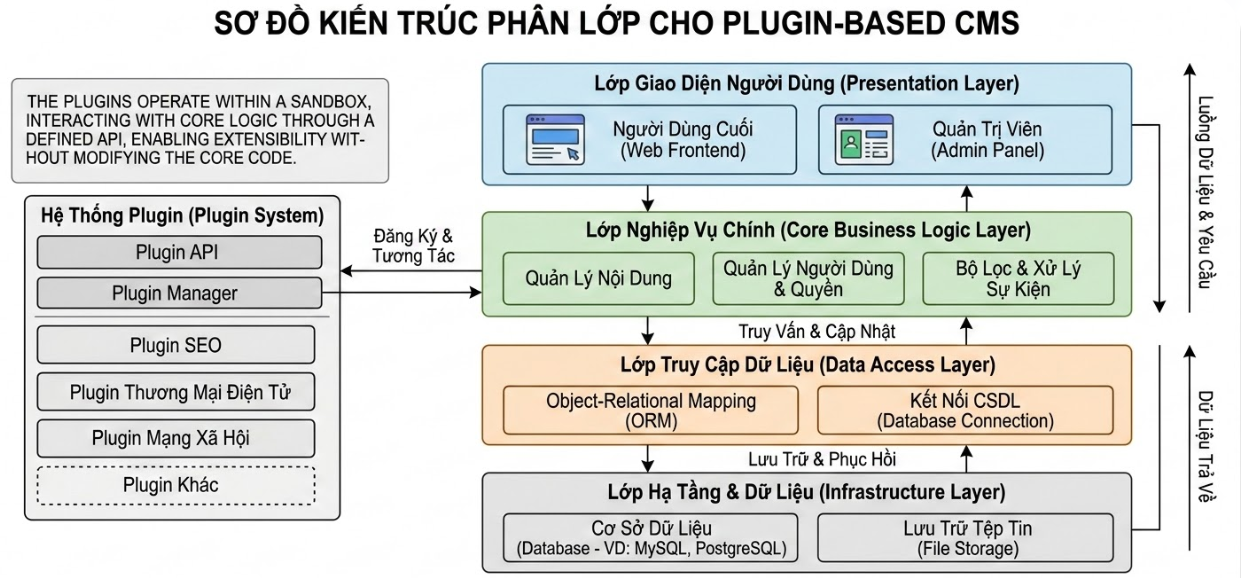 SƠ ĐỒ KIẾN TRÚC PHÂN LỚP CHO PLUGIN-BASED CMS
THE PLUGINS OPERATE WITHIN A SANDBOX,
INTERACTING WITH CORE LOGIC THROUGH A
DEFINED API, ENABLING EXTENSIBILITY WIT-
HOUT MODIFYING THE CORE CODE.
Hệ Thống Plugin (Plugin System)
Plugin API
Plugin Manager
Plugin SEO
Plugin Thương Mại Điện Tử
Plugin Mạng Xã Hội
Plugin Khác
Đăng Ký &
Tương Tác
Lớp Giao Diện Người Dùng (Presentation Layer)
Người Dùng Cuối
(Web Frontend)
Quản Trị Viên
(Admin Panel)
Lớp Nghiệp Vụ Chính (Core Business Logic Layer)
Quản Lý Nội Dung
Quản Lý Người Dùng
& Quyền
Bộ Lọc & Xử Lý
Sự Kiện
Truy Vấn & Cập Nhật
Lớp Truy Cập Dữ Liệu (Data Access Layer)
Object-Relational Mapping
(ORM)
Kết Nối CSDL
(Database Connection)
Lưu Trữ & Phục Hồi
Lớp Hạ Tầng & Dữ Liệu (Infrastructure Layer)
Cơ Sở Dữ Liệu
(Database - VD: MySQL, PostgreSQL)
Lưu Trữ Tệp Tin
(File Storage)
Luồng Dữ Liệu & Yêu Cầu
Dữ Liệu Trả Về